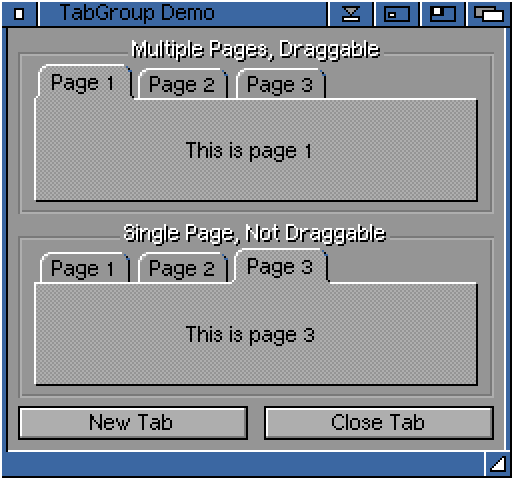 TabGroup Demo
Multiple Pages, Draggable
Page 1 Page 2 Page 3
This is page 1
Single Page, Not Draggable
Page 1 Page 2 Page 3
This is page 3
New Tab Close Tab